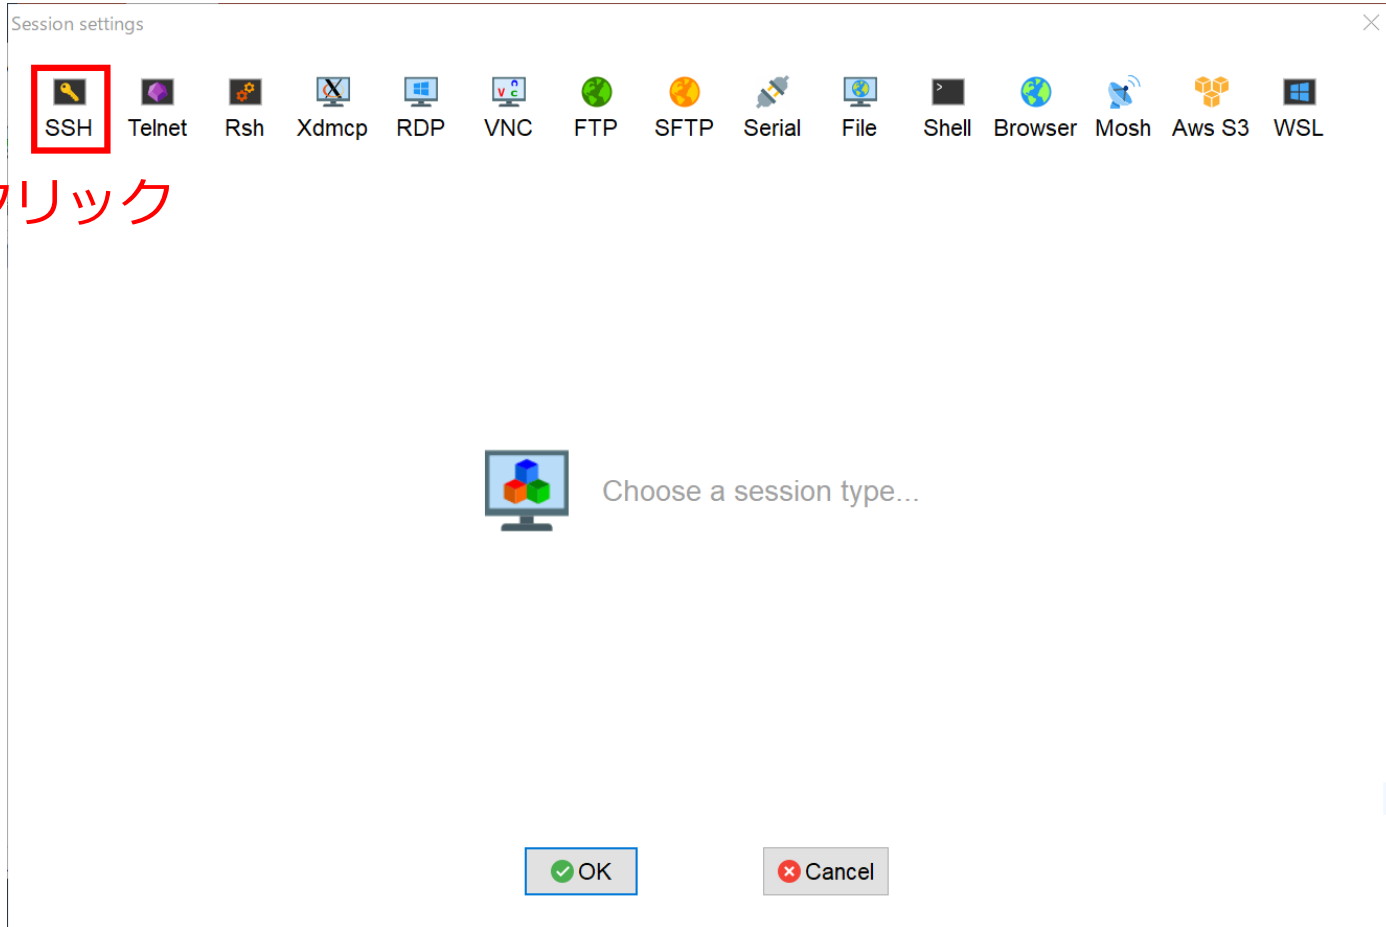 Session settings
SSH Telnet Rsh Xdmcp RDP VNC FTP SFTP Serial File Shell Browser Mosh Aws S3 WSL
クリック
Choose a session type...
OK Cancel